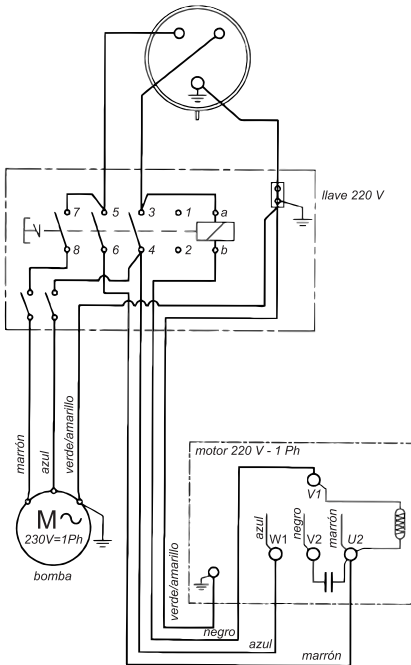 llave 220 V
7
5
3
1
a
8
6
4
2
b
marrón
azul
verde/amarillo
M~
230V=1Ph
bomba
motor 220 V - 1 Ph
V1
azul
negro
marrón
W1
V2
U2
verde/amarillo
negro
azul
marrón